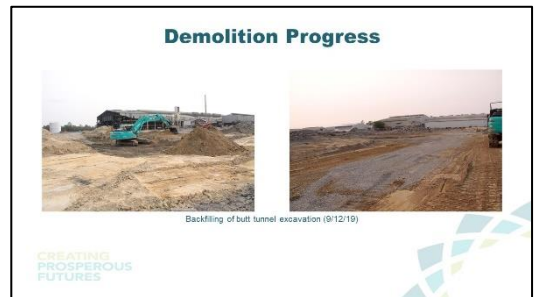 Demolition Progress
Backfilling of butt tunnel excavation (9/12/19)
CREATING
PROSPEROUS
FUTURES